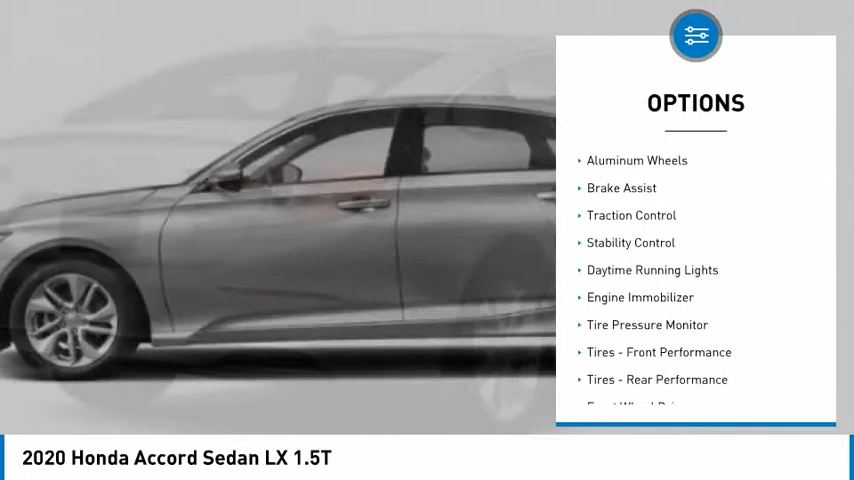 OPTIONS
Aluminum Wheels
Brake Assist
Traction Control
Stability Control
Daytime Running Lights
Engine Immobilizer
Tire Pressure Monitor
Tires - Front Performance
Tires - Rear Performance
2020 Honda Accord Sedan LX 1.5T